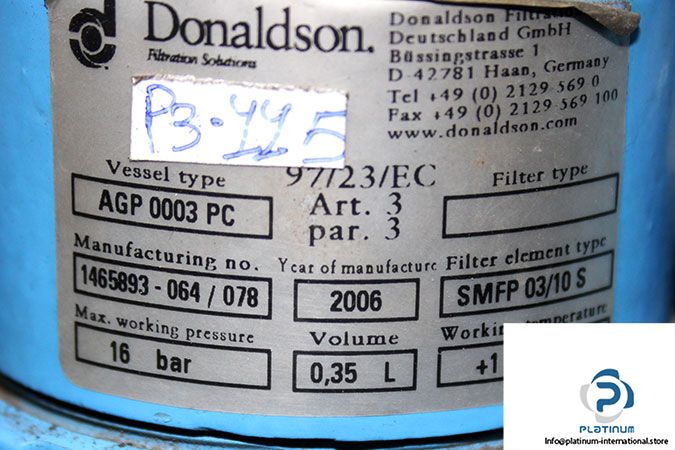 Donaldson.
Filtration Solutions
Donaldson
Deutschland GmbH
Büssingstrasse 1
D-42781 Haan, Germany
Tel +49 (0) 2129 569 0
Fax +49 (0) 2129 569 100
www.donaldson.com
P3-445
Vessel type
97/23/EC
Filter type
AGP 0003 PC
Art. 3
par. 3
Manufacturing no.
Year of manufacture
Filter element type
1465893-064 / 078
2006
SMFP 03/10 S
Max. working pressure
Volume
16 bar
0,35 L
+1
PLATINUM
Info@platinum-international.store